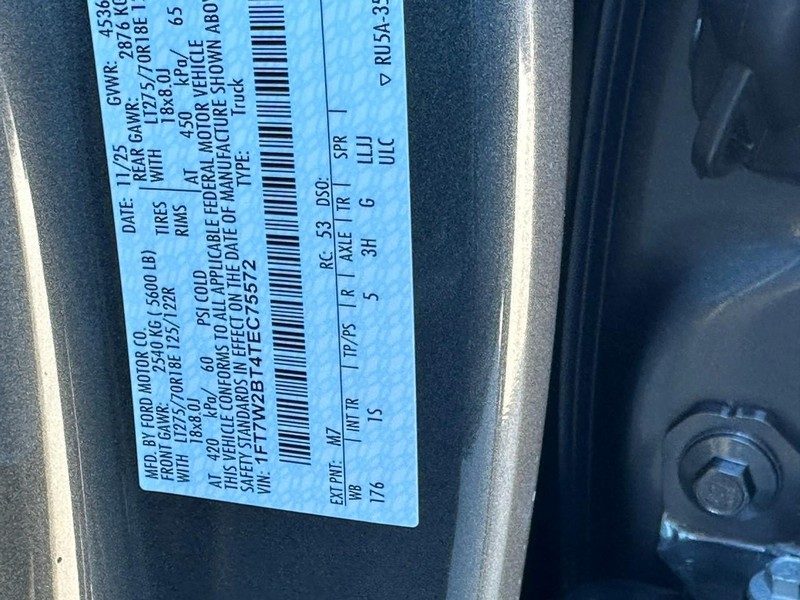 MFD. BY FORD MOTOR CO.
DATE: 11/25 GVWR: 4536
FRONT GAWR: 2540 KG ( 5600 LB) REAR GAWR: 2876 KG
WITH LT275/70R18E 125/122R TIRES WITH LT275/70R18E
18x8.0J RIMS 18x8.0J
AT 420 kPa/ 60 PSI COLD AT 450 kPa/ 65
THIS VEHICLE CONFORMS TO ALL APPLICABLE FEDERAL MOTOR VEHICLE
SAFETY STANDARDS IN EFFECT ON THE DATE OF MANUFACTURE SHOWN ABOV
VIN: 1FT7W2BT4TEC75572 TYPE: Truck
EXT PNT: M7 RC: 53 DSO:
WB | INT TR | TP/PS | R | AXLE | TR | SPR |
176 1S 5 3H G LLJJ
ULC ▽ RU5A-35